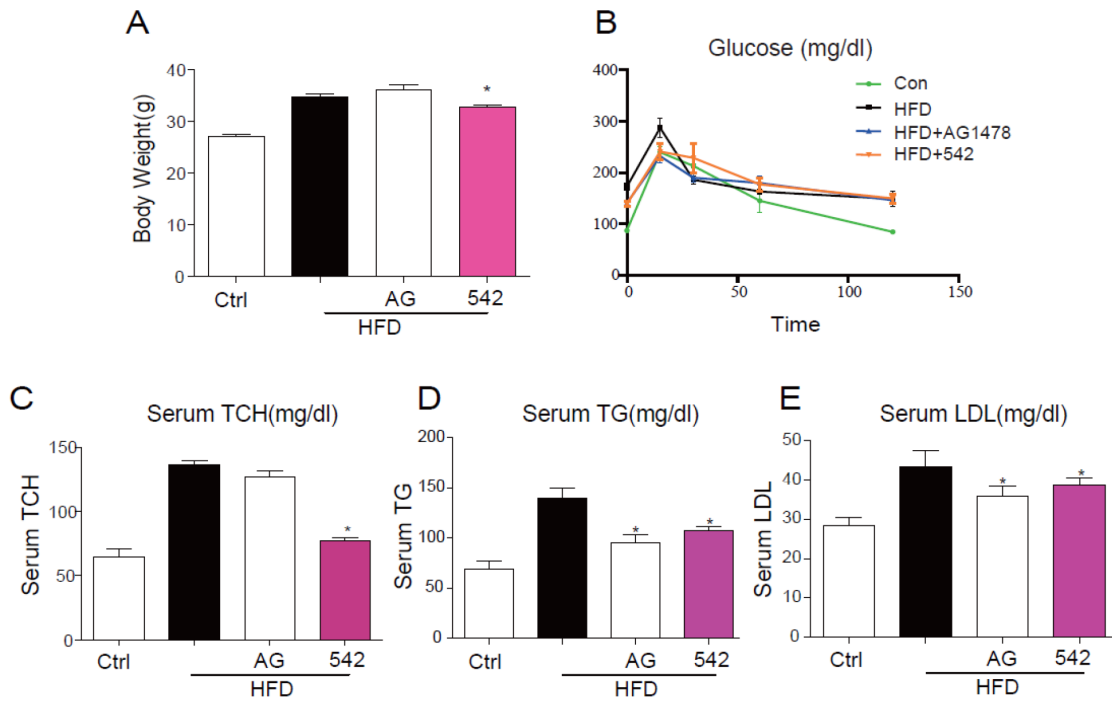 A
Body Weight(g)
40
30
20
10
0
Ctrl
AG
542
HFD
*
B
Glucose (mg/dl)
400
300
200
100
0
0
50
100
150
Time
Con
HFD
HFD+AG1478
HFD+542
C
Serum TCH(mg/dl)
Serum TCH
150
100
50
0
*
Ctrl
AG
542
HFD
D
Serum TG(mg/dl)
Serum TG
200
150
100
50
0
*
*
Ctrl
AG
542
HFD
E
Serum LDL(mg/dl)
Serum LDL
50
40
30
20
10
0
*
*
Ctrl
AG
542
HFD